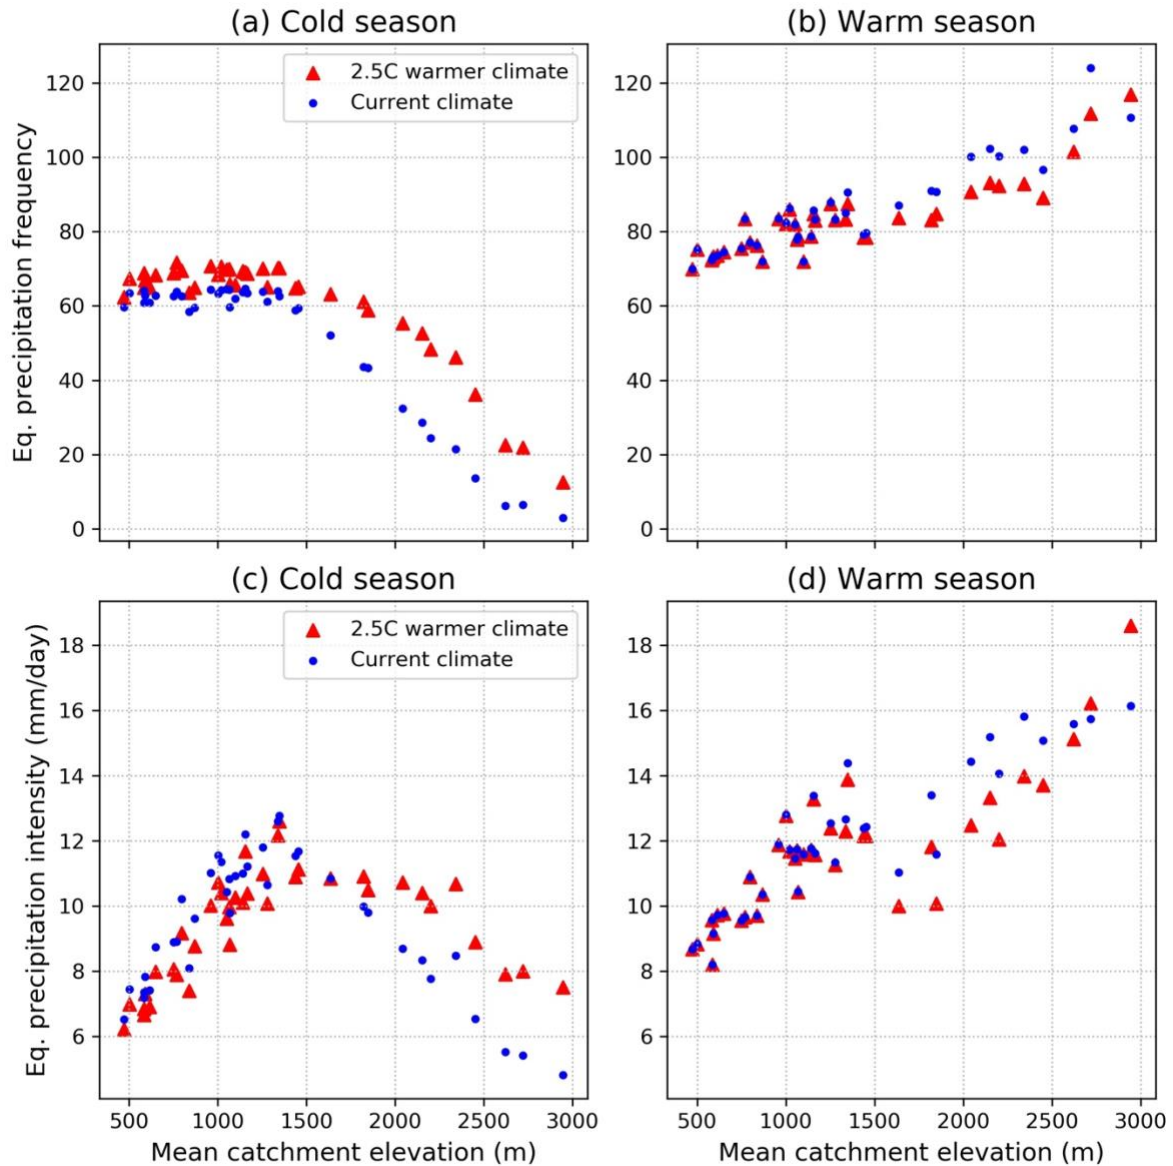 (a) Cold season
(b) Warm season
2.5C warmer climate
Current climate
Eq. precipitation frequency
120
100
80
60
40
20
0
120
100
80
60
40
20
0
(c) Cold season
(d) Warm season
2.5C warmer climate
Current climate
Eq. precipitation intensity (mm/day)
18
16
14
12
10
8
6
18
16
14
12
10
8
6
500 1000 1500 2000 2500 3000
500 1000 1500 2000 2500 3000
Mean catchment elevation (m)
Mean catchment elevation (m)